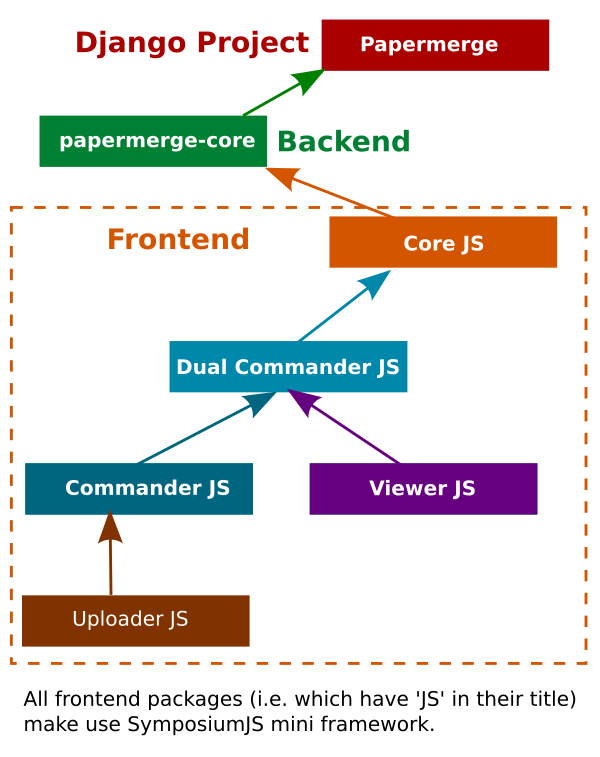 Django Project
Papermerge
papermerge-core
Backend
Frontend
Core JS
Dual Commander JS
Commander JS
Viewer JS
Uploader JS
All frontend packages (i.e. which have 'JS' in their title)
make use SymposiumJS mini framework.